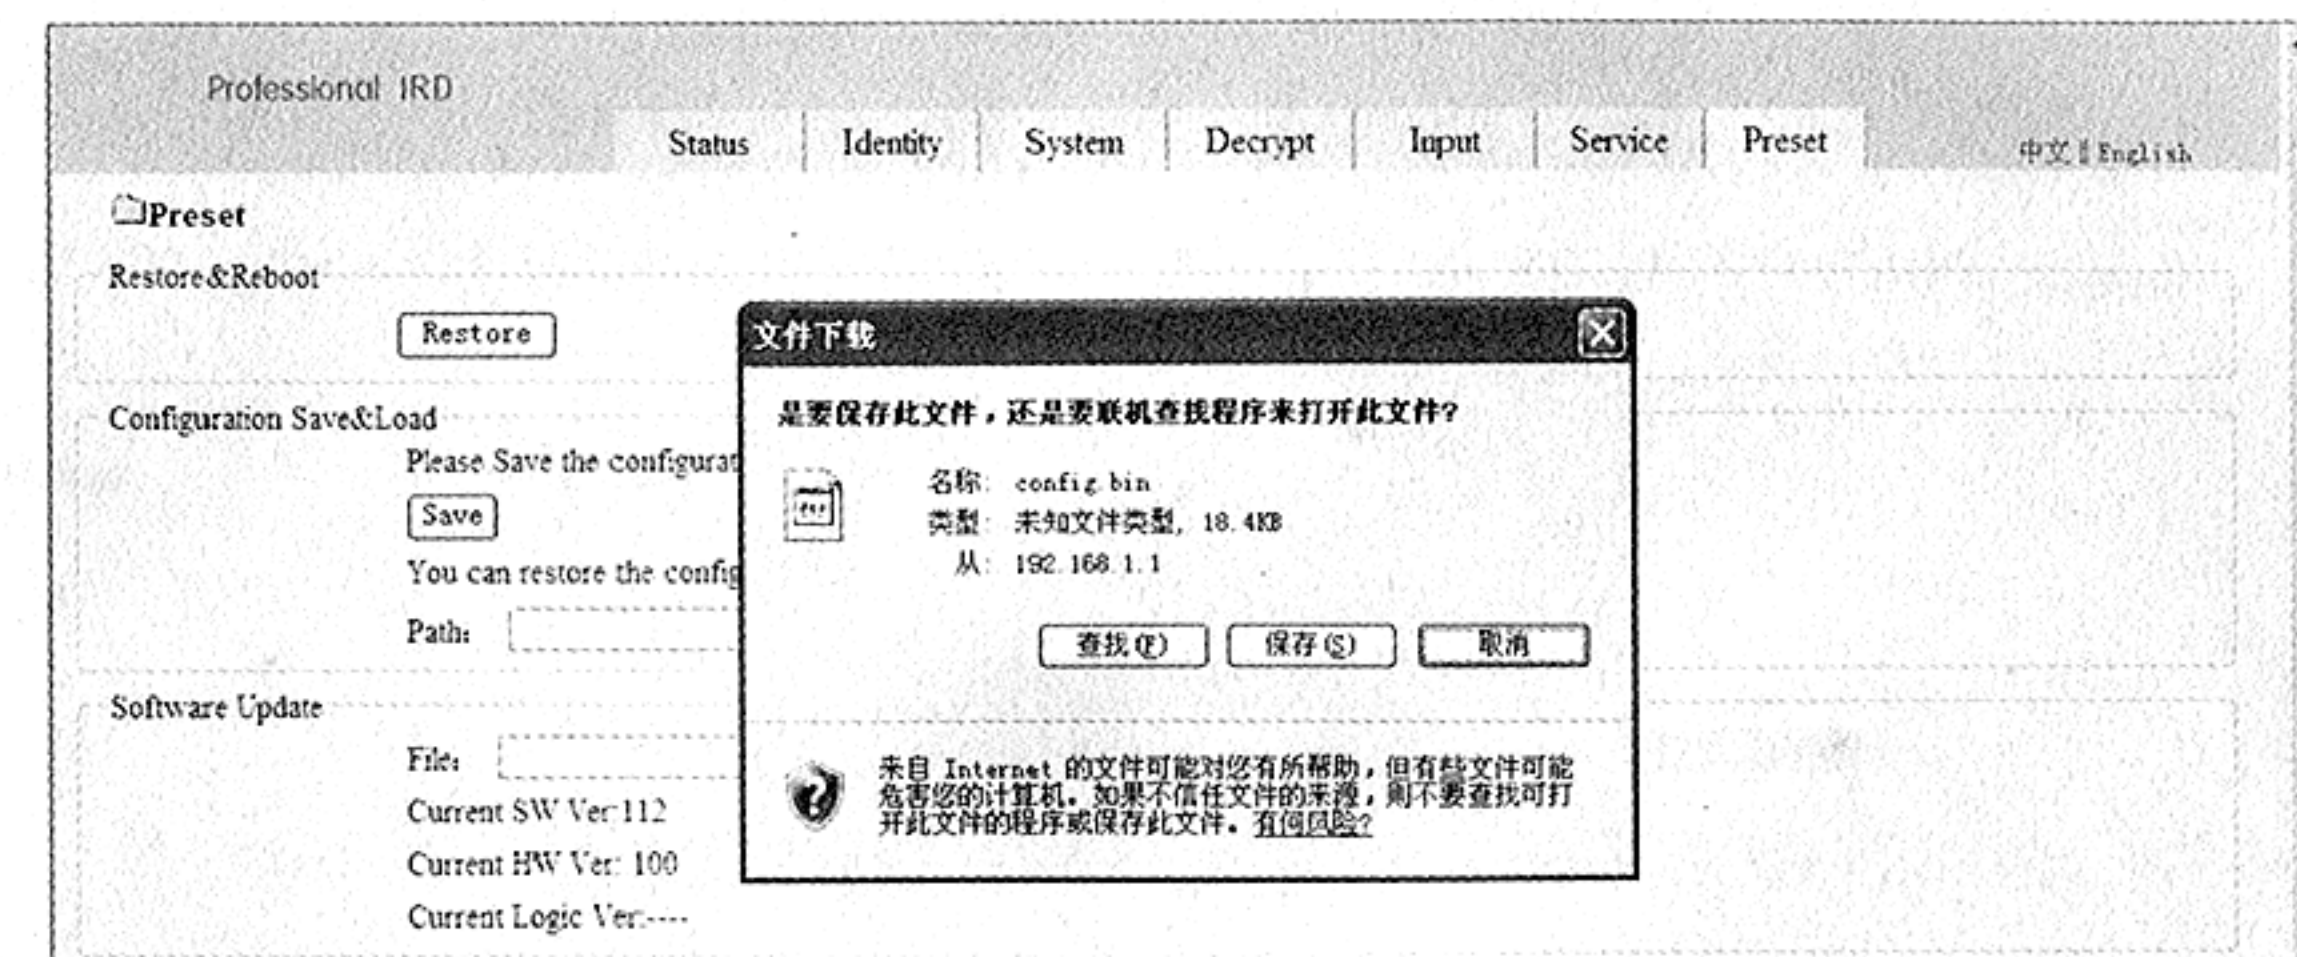 Professional IRD
Status Identity System Decrypt Input Service Preset 中文 English
Preset
Restore&Reboot
Restore
文件下载
是要保存此文件，还是要联机查找程序来打开此文件?
Configuration Save&Load
Please Save the configurat
名称: config.bin
Save
类型: 未知文件类型, 18.4KB
You can restore the config
从: 192.168.1.1
Path:
查找(F) 保存(S) 取消
Software Update
File:
来自 Internet 的文件可能对您有所帮助，但有些文件可能
危害您的计算机。如果不信任文件的来源，则不要查找可打
开此文件的程序或保存此文件。有何风险?
Current SW Ver:112
Current HW Ver: 100
Current Logic Ver:----